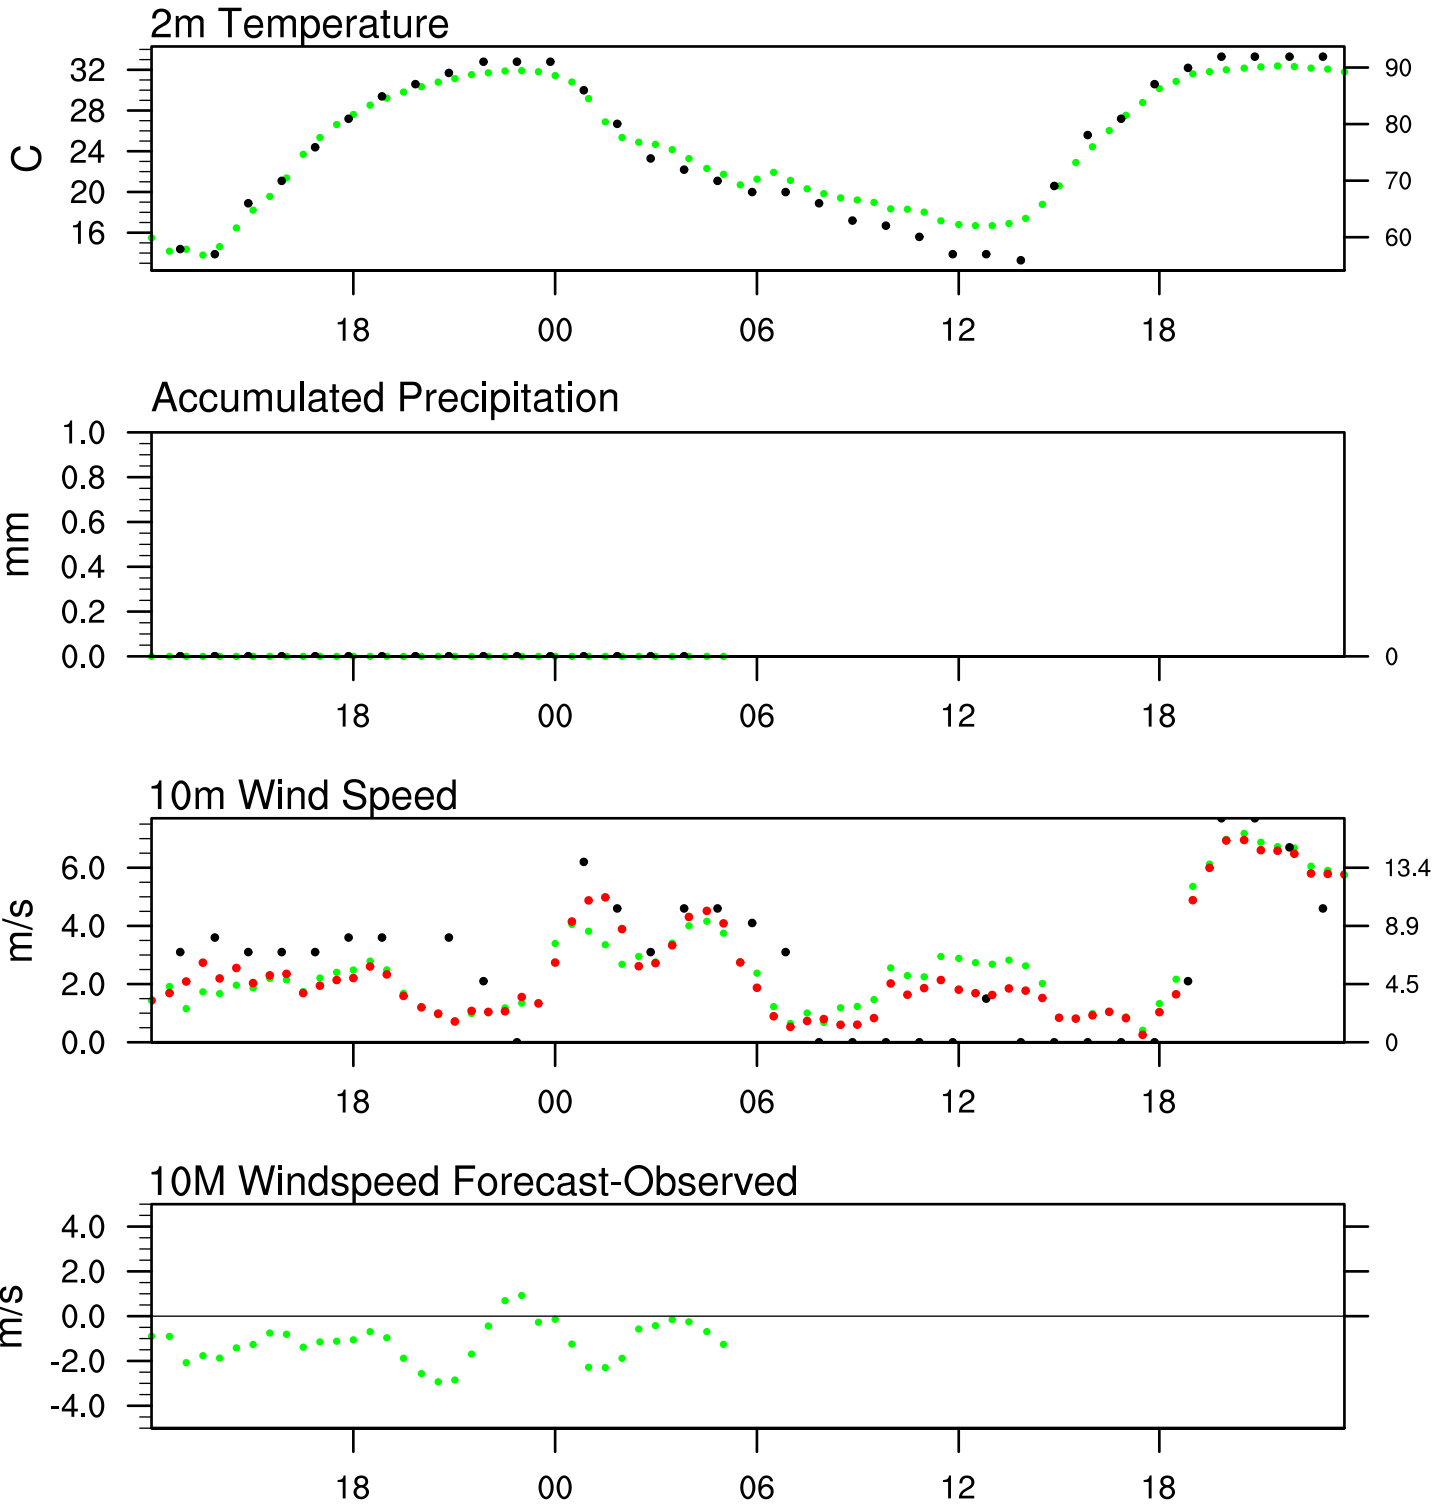 2m Temperature
C
32
28
24
20
16
90
80
70
60
18 00 06 12 18
Accumulated Precipitation
mm
1.0
0.8
0.6
0.4
0.2
0.0
0
18 00 06 12 18
10m Wind Speed
m/s
6.0
4.0
2.0
0.0
13.4
8.9
4.5
0
18 00 06 12 18
10M Windspeed Forecast-Observed
m/s
4.0
2.0
0.0
-2.0
-4.0
18 00 06 12 18